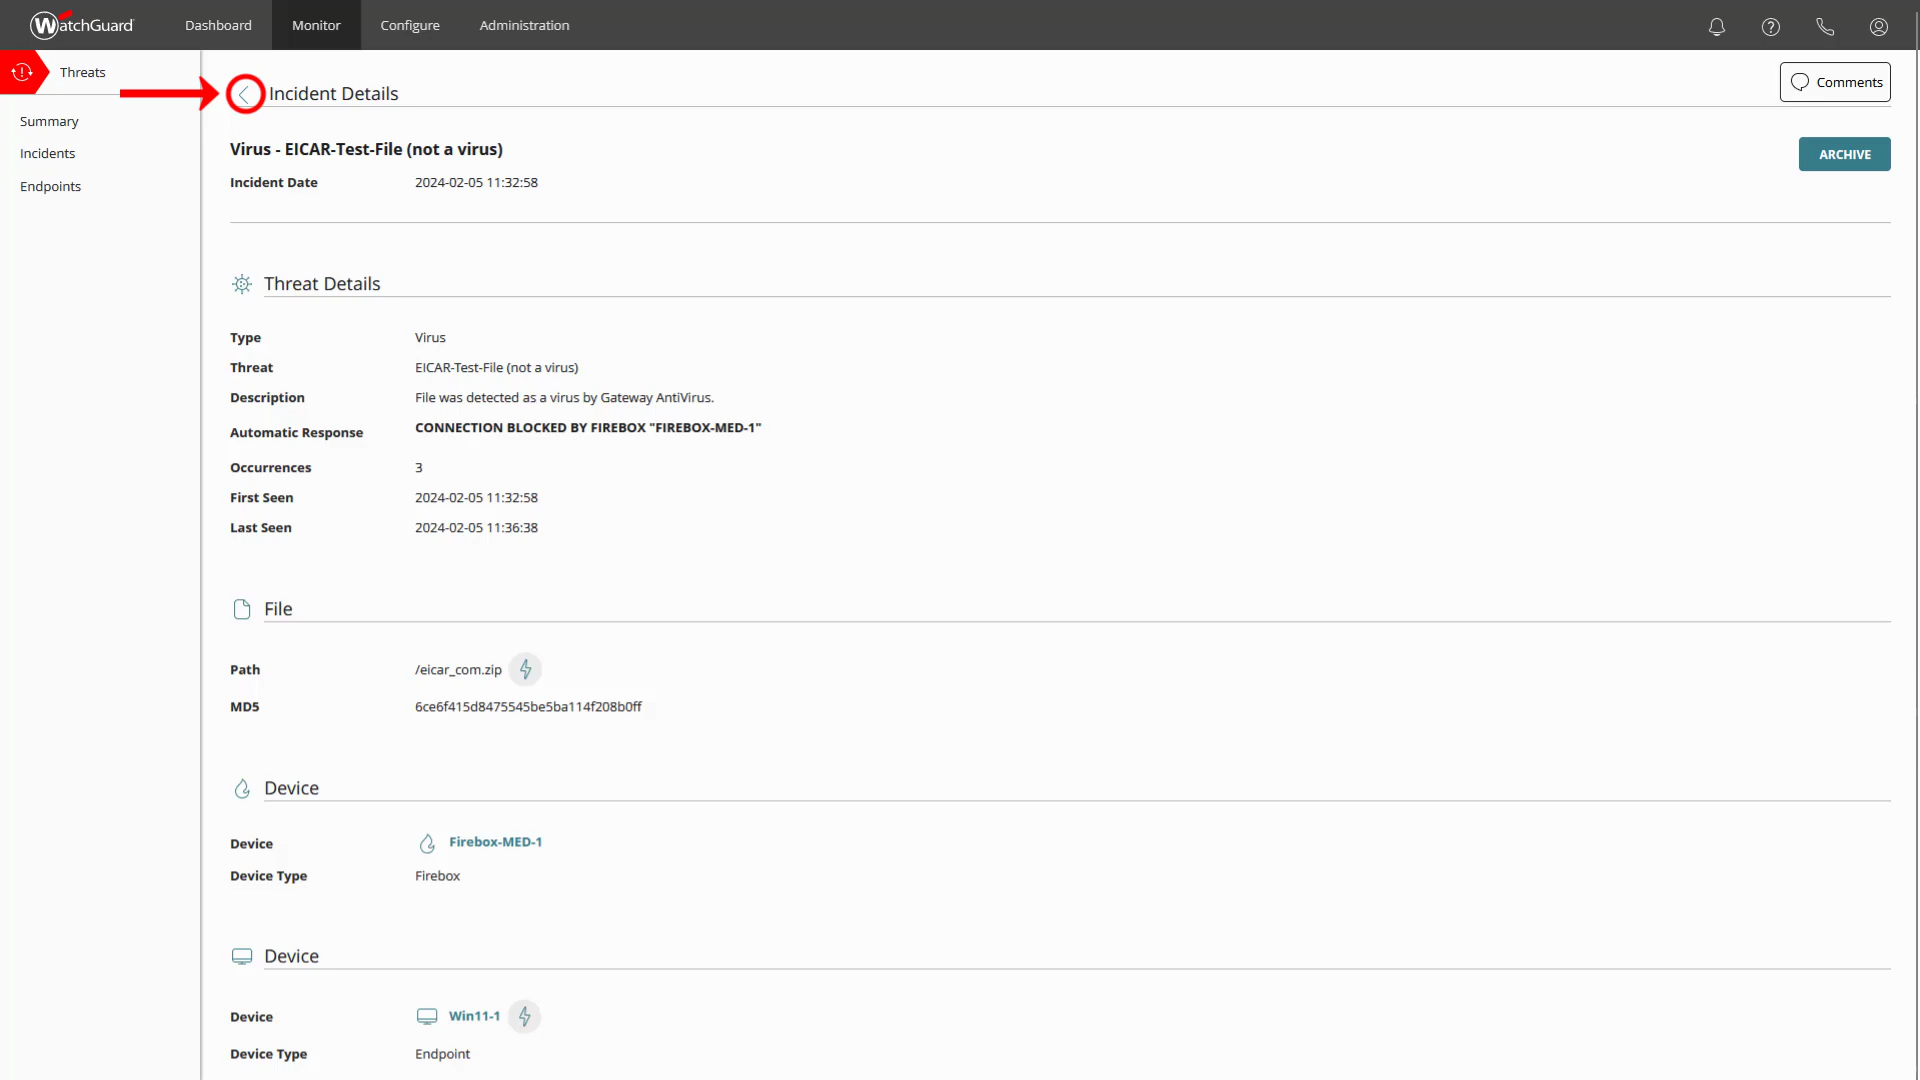 WatchGuard
Dashboard
Monitor
Configure
Administration
Threats
Summary
Incidents
Endpoints
Incident Details
Comments
Virus - EICAR-Test-File (not a virus)
ARCHIVE
Incident Date 2024-02-05 11:32:58
Threat Details
Type Virus
Threat EICAR-Test-File (not a virus)
Description File was detected as a virus by Gateway AntiVirus.
Automatic Response CONNECTION BLOCKED BY FIREBOX "FIREBOX-MED-1"
Occurrences 3
First Seen 2024-02-05 11:32:58
Last Seen 2024-02-05 11:36:38
File
Path /eicar_com.zip
MD5 6ce6f415d8475545be5ba114f208b0ff
Device
Device Firebox-MED-1
Device Type Firebox
Device
Device Win11-1
Device Type Endpoint